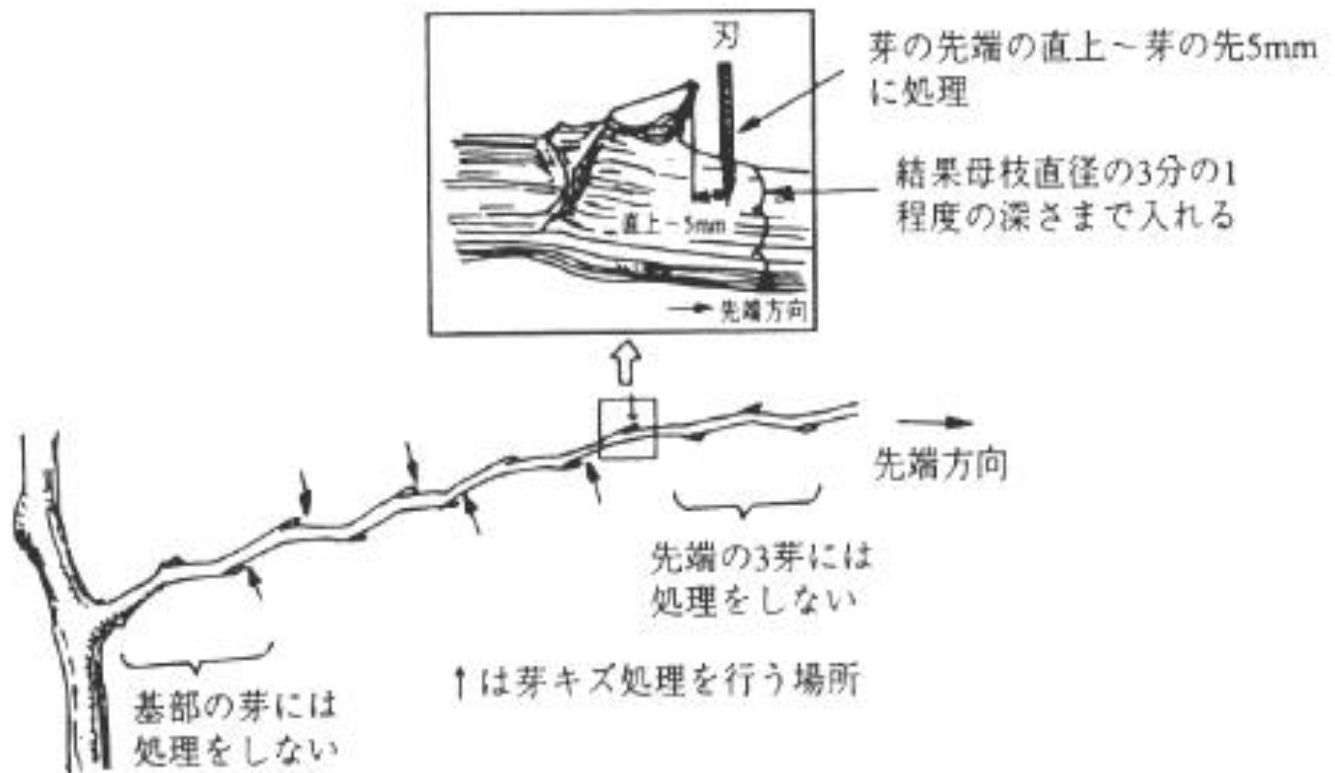 刃
芽の先端の直上～芽の先5mm
に処理
結果母枝直径の3分の1
程度の深さまで入れる
直上～5mm
→先端方向
先端方向
先端の3芽には
処理をしない
↑は芽キズ処理を行う場所
基部の芽には
処理をしない